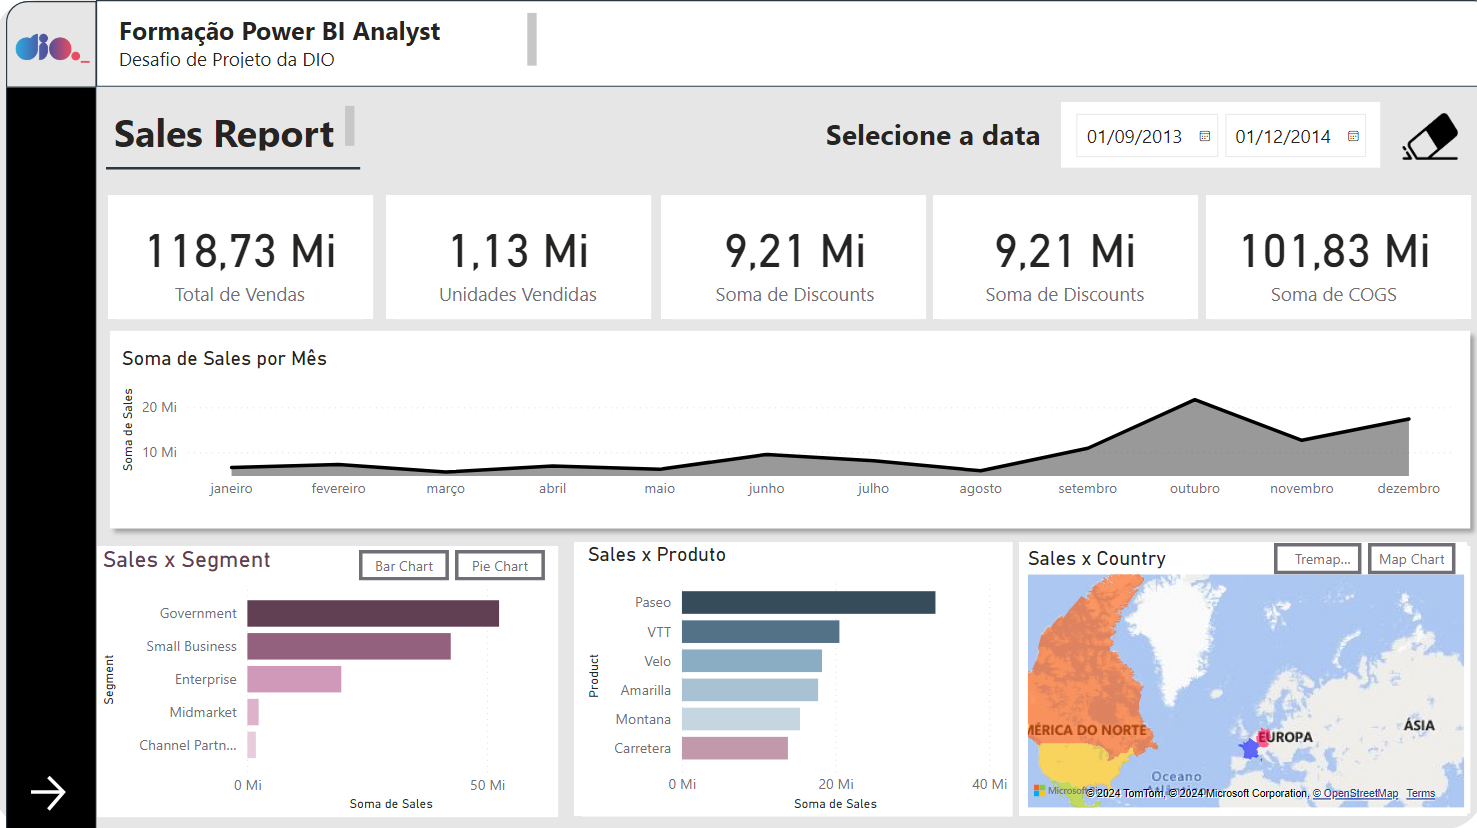 dio._
Formação Power BI Analyst
Desafio de Projeto da DIO
Sales Report
Selecione a data
01/09/2013
01/12/2014
118,73 Mi
Total de Vendas
1,13 Mi
Unidades Vendidas
9,21 Mi
Soma de Discounts
9,21 Mi
Soma de Discounts
101,83 Mi
Soma de COGS
Soma de Sales por Mês
Soma de Sales
20 Mi
10 Mi
janeiro
fevereiro
março
abril
maio
junho
julho
agosto
setembro
outubro
novembro
dezembro
Sales x Segment
Bar Chart
Pie Chart
Segment
Government
Small Business
Enterprise
Midmarket
Channel Partn...
0 Mi
50 Mi
Soma de Sales
Sales x Produto
Product
Paseo
VTT
Velo
Amarilla
Montana
Carretera
0 Mi
20 Mi
40 Mi
Soma de Sales
Sales x Country
Tremap...
Map Chart
MÉRICA DO NORTE
EUROPA
ÁSIA
Oceano
Microsoft
© 2024 TomTom, © 2024 Microsoft Corporation, © OpenStreetMap Terms